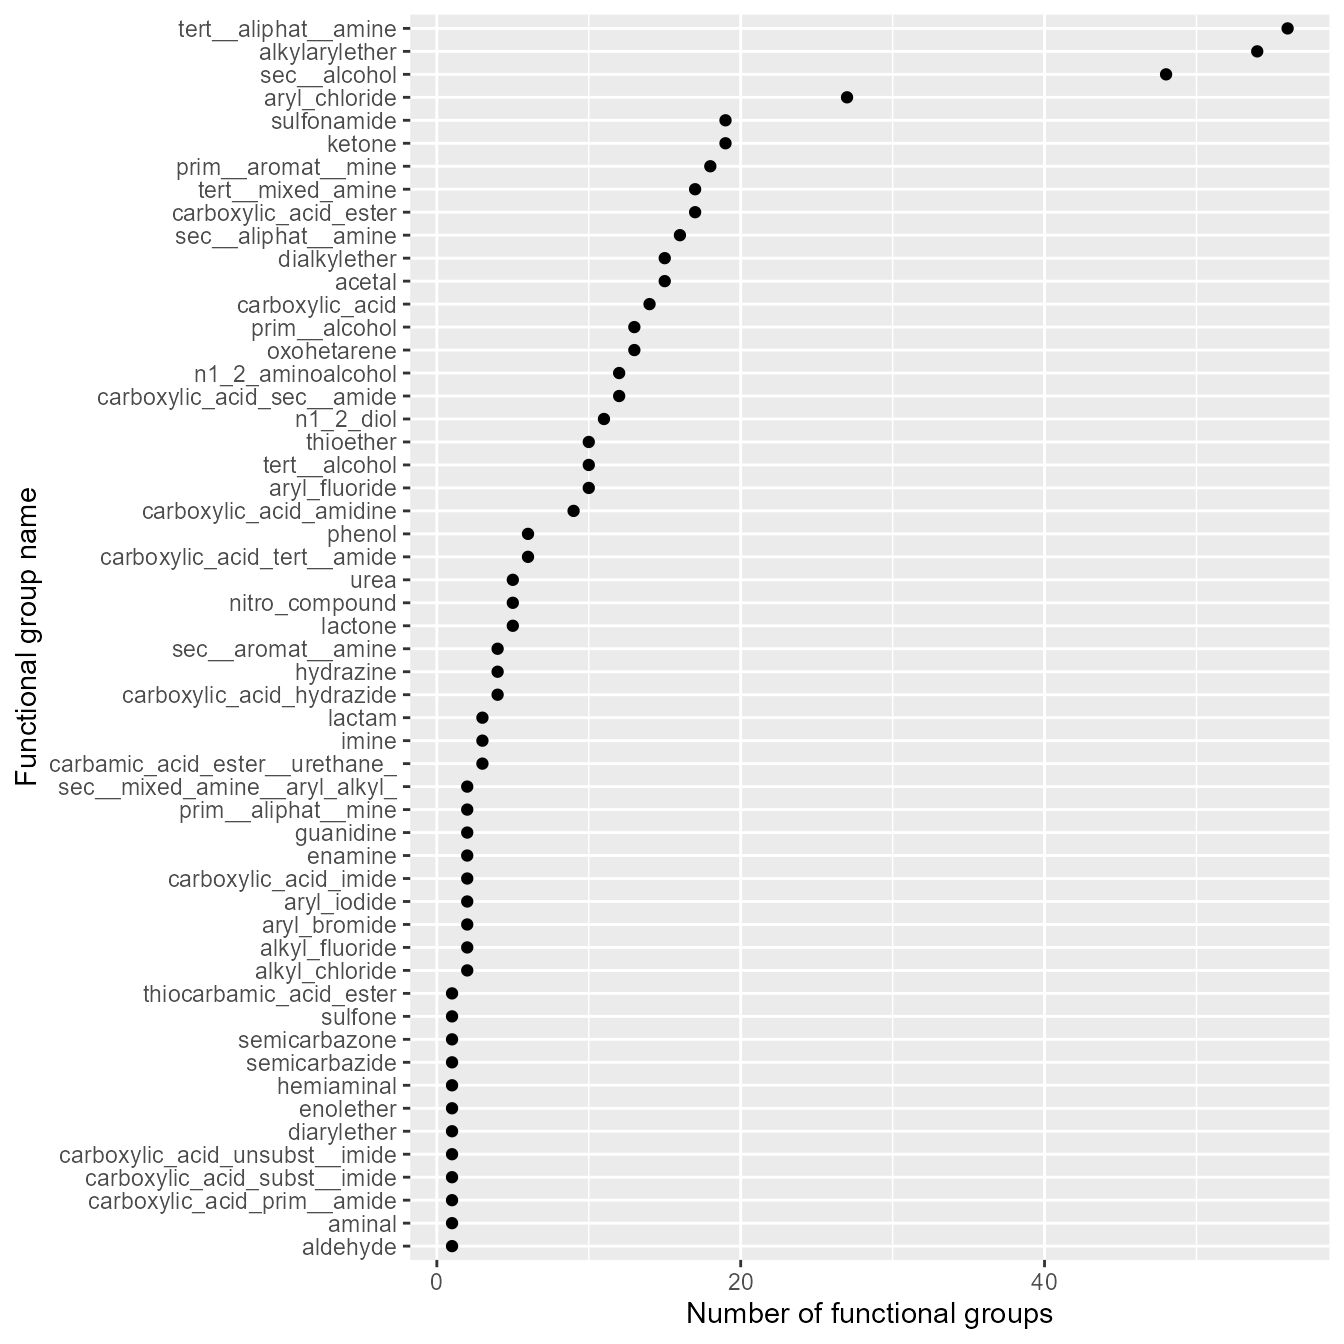 tert__aliphat__amine
alkylarylether
sec__alcohol
aryl_chloride
sulfonamide
ketone
prim__aromat__mine
tert__mixed_amine
carboxylic_acid_ester
sec__aliphat__amine
dialkylether
acetal
carboxylic_acid
prim__alcohol
oxohetarene
n1_2_aminoalcohol
carboxylic_acid_sec__amide
n1_2_diol
thioether
tert__alcohol
aryl_fluoride
carboxylic_acid_amidine
phenol
carboxylic_acid_tert__amide
urea
nitro_compound
lactone
sec__aromat__amine
hydrazine
carboxylic_acid_hydrazide
lactam
imine
carbamic_acid_ester__urethane_
sec__mixed_amine__aryl_alkyl_
prim__aliphat__mine
guanidine
enamine
carboxylic_acid_imide
aryl_iodide
aryl_bromide
alkyl_fluoride
alkyl_chloride
thiocarbamic_acid_ester
sulfone
semicarbazone
semicarbazide
hemiaminal
enolether
diarylether
carboxylic_acid_unsubst__imide
carboxylic_acid_subst__imide
carboxylic_acid_prim__amide
aminal
aldehyde
Functional group name
0 20 40
Number of functional groups